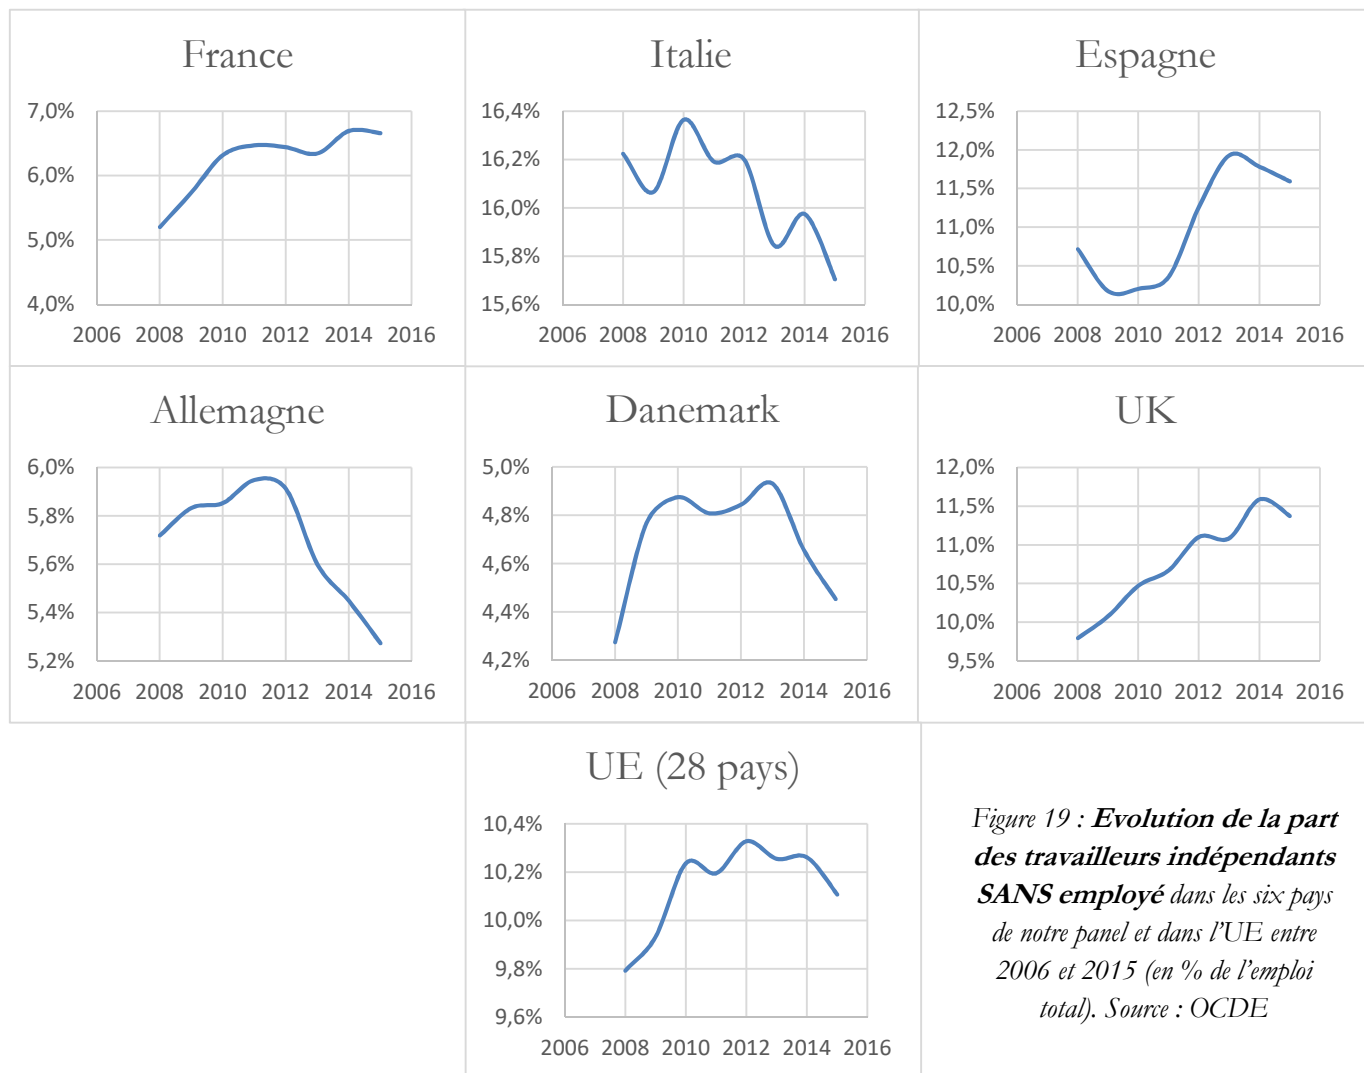 France
7,0%
6,0%
5,0%
4,0%
2006 2008 2010 2012 2014 2016
Italie
16,4%
16,2%
16,0%
15,8%
15,6%
2006 2008 2010 2012 2014 2016
Espagne
12,5%
12,0%
11,5%
11,0%
10,5%
10,0%
2006 2008 2010 2012 2014 2016
Allemagne
6,0%
5,8%
5,6%
5,4%
5,2%
2006 2008 2010 2012 2014 2016
Danemark
5,0%
4,8%
4,6%
4,4%
4,2%
2006 2008 2010 2012 2014 2016
UK
12,0%
11,5%
11,0%
10,5%
10,0%
9,5%
2006 2008 2010 2012 2014 2016
UE (28 pays)
10,4%
10,2%
10,0%
9,8%
9,6%
2006 2008 2010 2012 2014 2016
Figure 19 : Evolution de la part
des travailleurs indépendants
SANS employé dans les six pays
de notre panel et dans l'UE entre
2006 et 2015 (en % de l'emploi
total). Source : OCDE